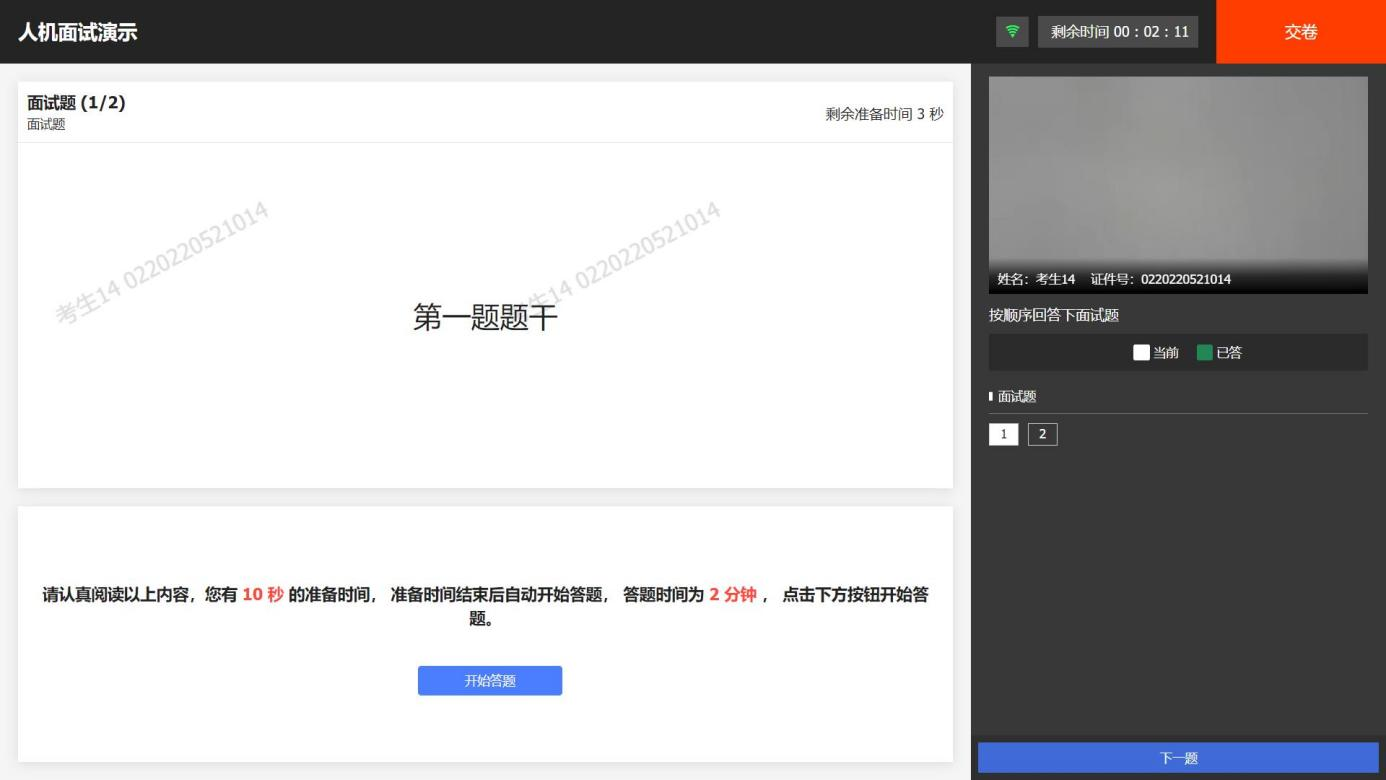 人机面试演示
剩余时间 00 : 02 : 11
交卷
面试题 (1/2)
面试题
剩余准备时间 3 秒
考生14 0220220521014
考生14 0220220521014
第一题题干
请认真阅读以上内容，您有 10 秒 的准备时间， 准备时间结束后自动开始答题， 答题时间为 2 分钟 ， 点击下方按钮开始答
题。
开始答题
姓名：考生14 证件号：0220220521014
按顺序回答下面试题
当前 已答
面试题
1 2
下一题